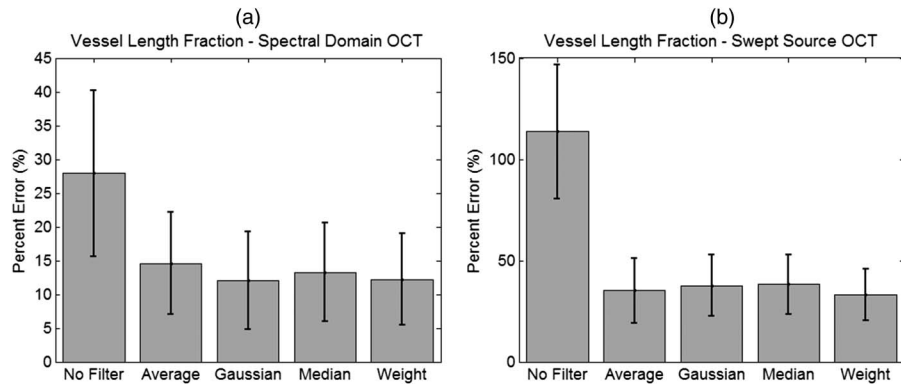 (a)
Vessel Length Fraction - Spectral Domain OCT
Percent Error (%)
45
40
35
30
25
20
15
10
5
0
No Filter Average Gaussian Median Weight
(b)
Vessel Length Fraction - Swept Source OCT
Percent Error (%)
150
100
50
0
No Filter Average Gaussian Median Weight